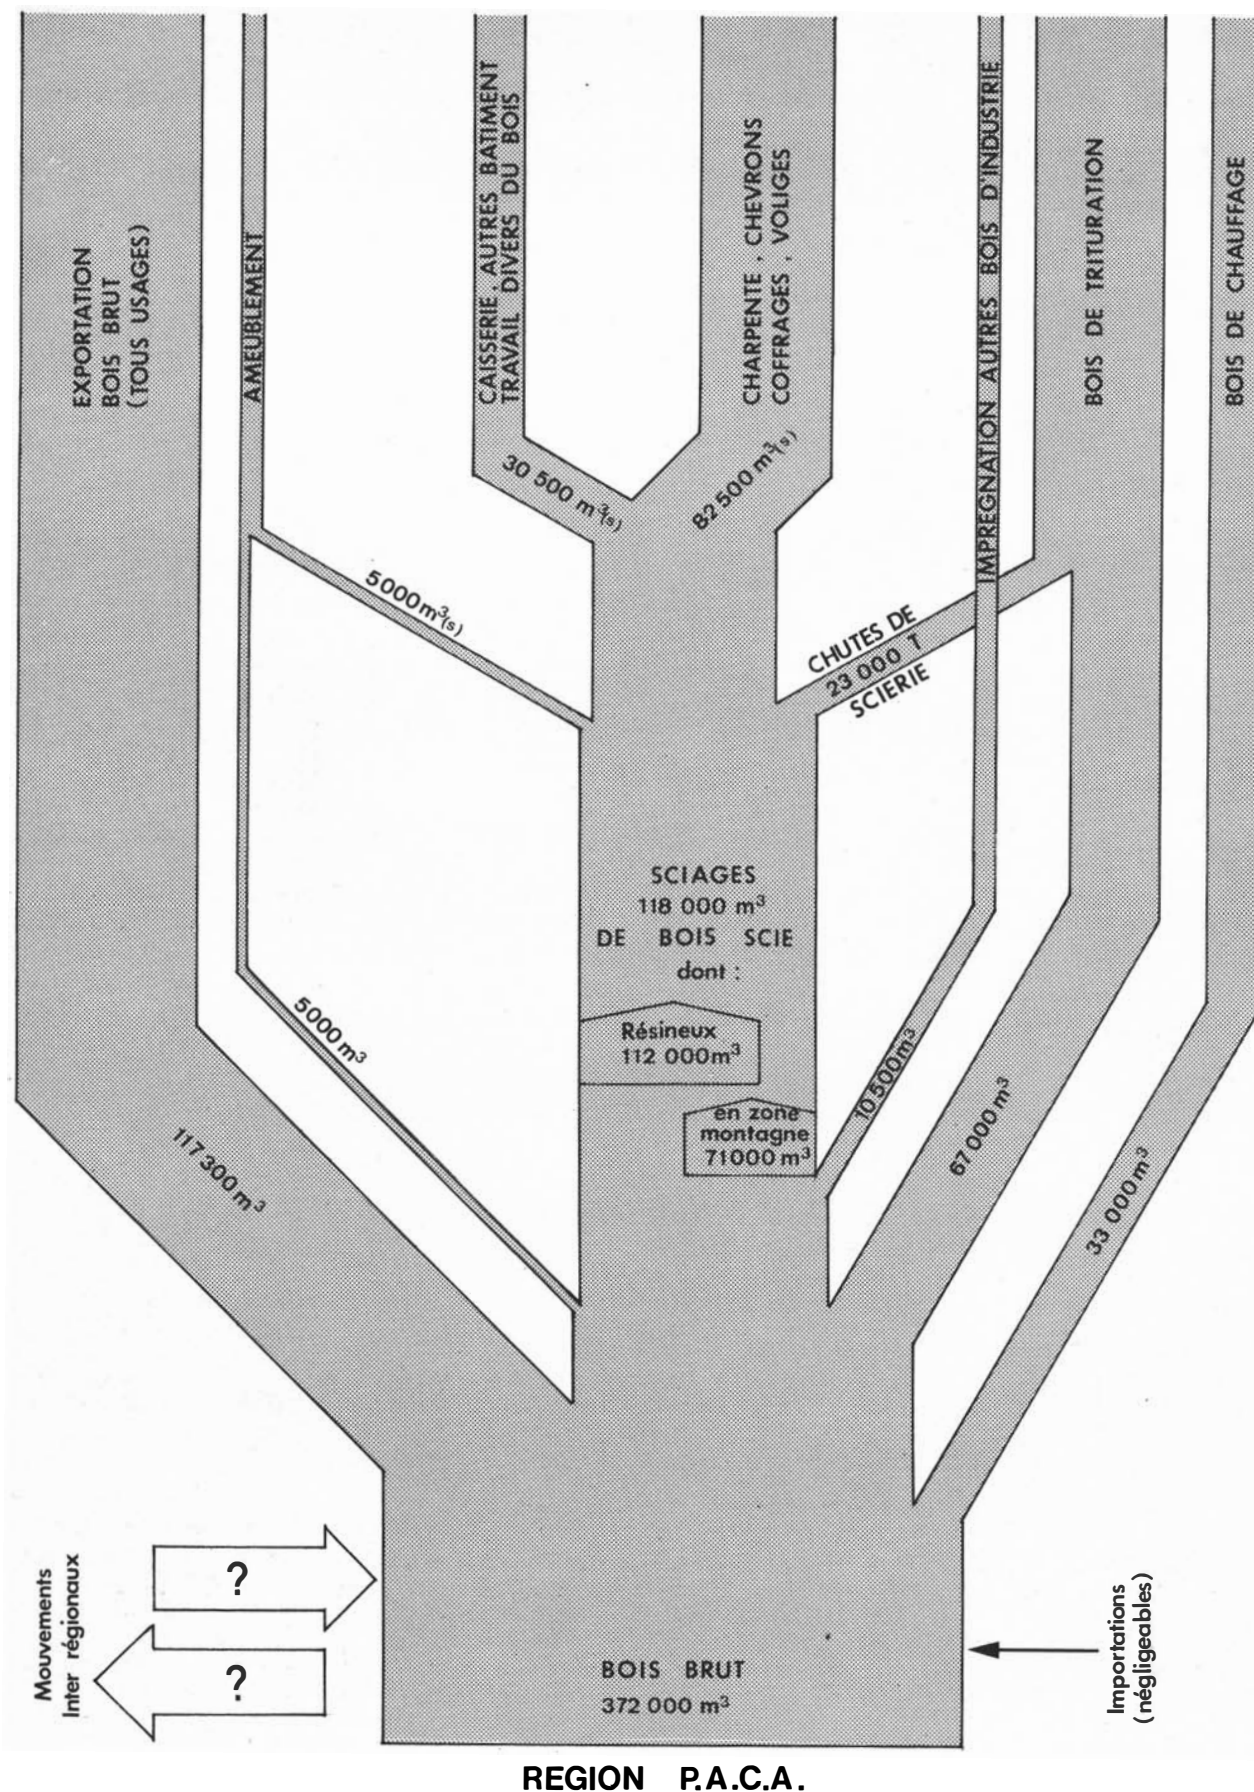 EXPORTATION
BOIS BRUT
(TOUS USAGES)
AMEUBLEMENT
CAISSERIE, AUTRES BATIMENT
TRAVAIL DIVERS DU BOIS
CHARPENTE, CHEVRONS
COFFRAGES, VOLIGES
IMPREGNATION AUTRES BOIS D'INDUSTRIE
BOIS DE TRITURATION
BOIS DE CHAUFFAGE
30 500 m³(s)
82 500 m³(s)
5000 m³(s)
CHUTES DE
23 000 T
SCIERIE
SCIAGES
118 000 m³
DE BOIS SCIE
dont :
Résineux
112 000 m³
en zone
montagne
71000 m³
5000 m³
10 500 m³
67 000 m³
33 000 m³
117 300 m³
Mouvements
Inter régionaux
?
?
BOIS BRUT
372 000 m³
Importations
(négligeables)
REGION P.A.C.A.